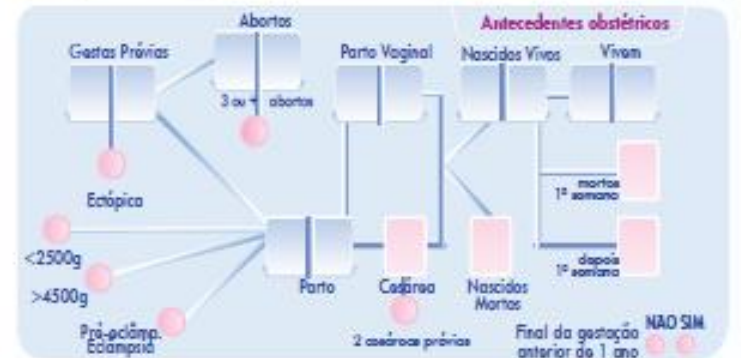 Antecedentes obstétricos
Abortos
Gestas Prévias
Parto Vaginal
Nascidos Vivos
Vivem
3 ou + abortos
Ectópica
mortos
1ª semana
<2500g
>4500g
Parto
Cesárea
Nascidos
Mortos
depois
1ª semana
Pré-eclâmp.
Eclampsia
2 cesáreas prévias
Final da gestação
anterior de 1 ano
NÃO SIM